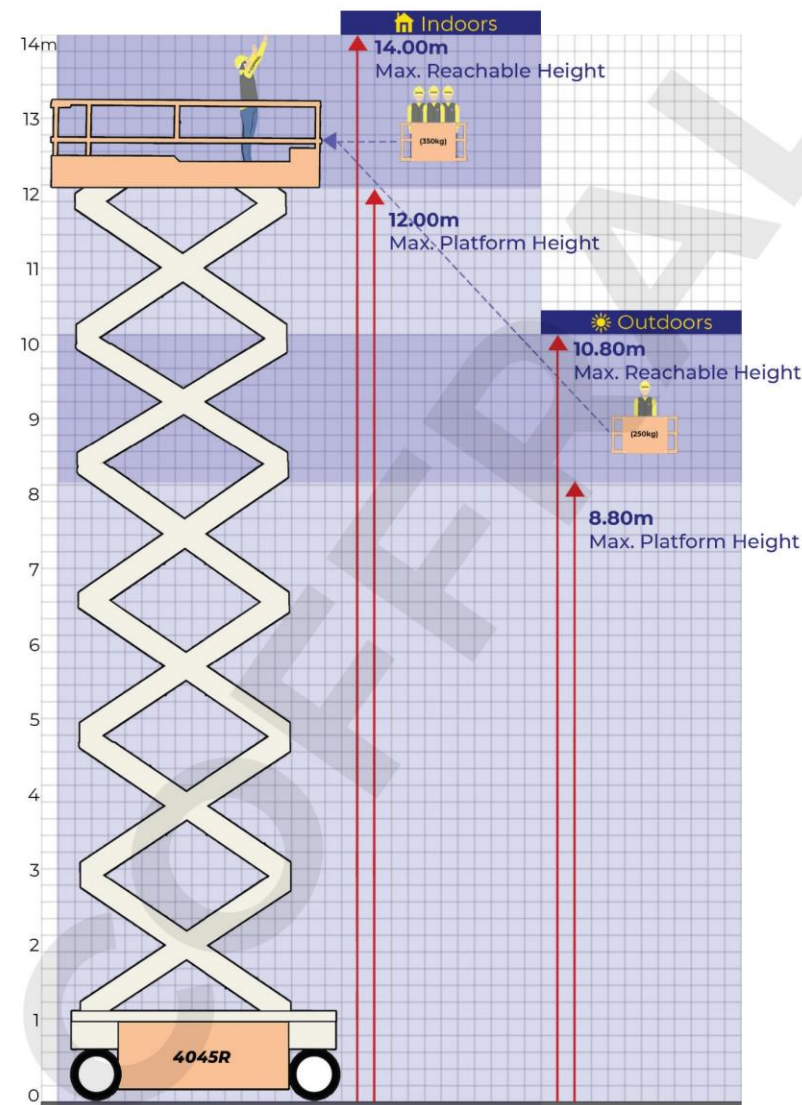 Indoors
14m
14.00m
Max. Reachable Height
13
(350kg)
12
12.00m
Max. Platform Height
11
Outdoors
10
10.80m
Max. Reachable Height
9
(250kg)
8
8.80m
Max. Platform Height
7
6
5
4
3
2
1
4045R
0
COFFRAL